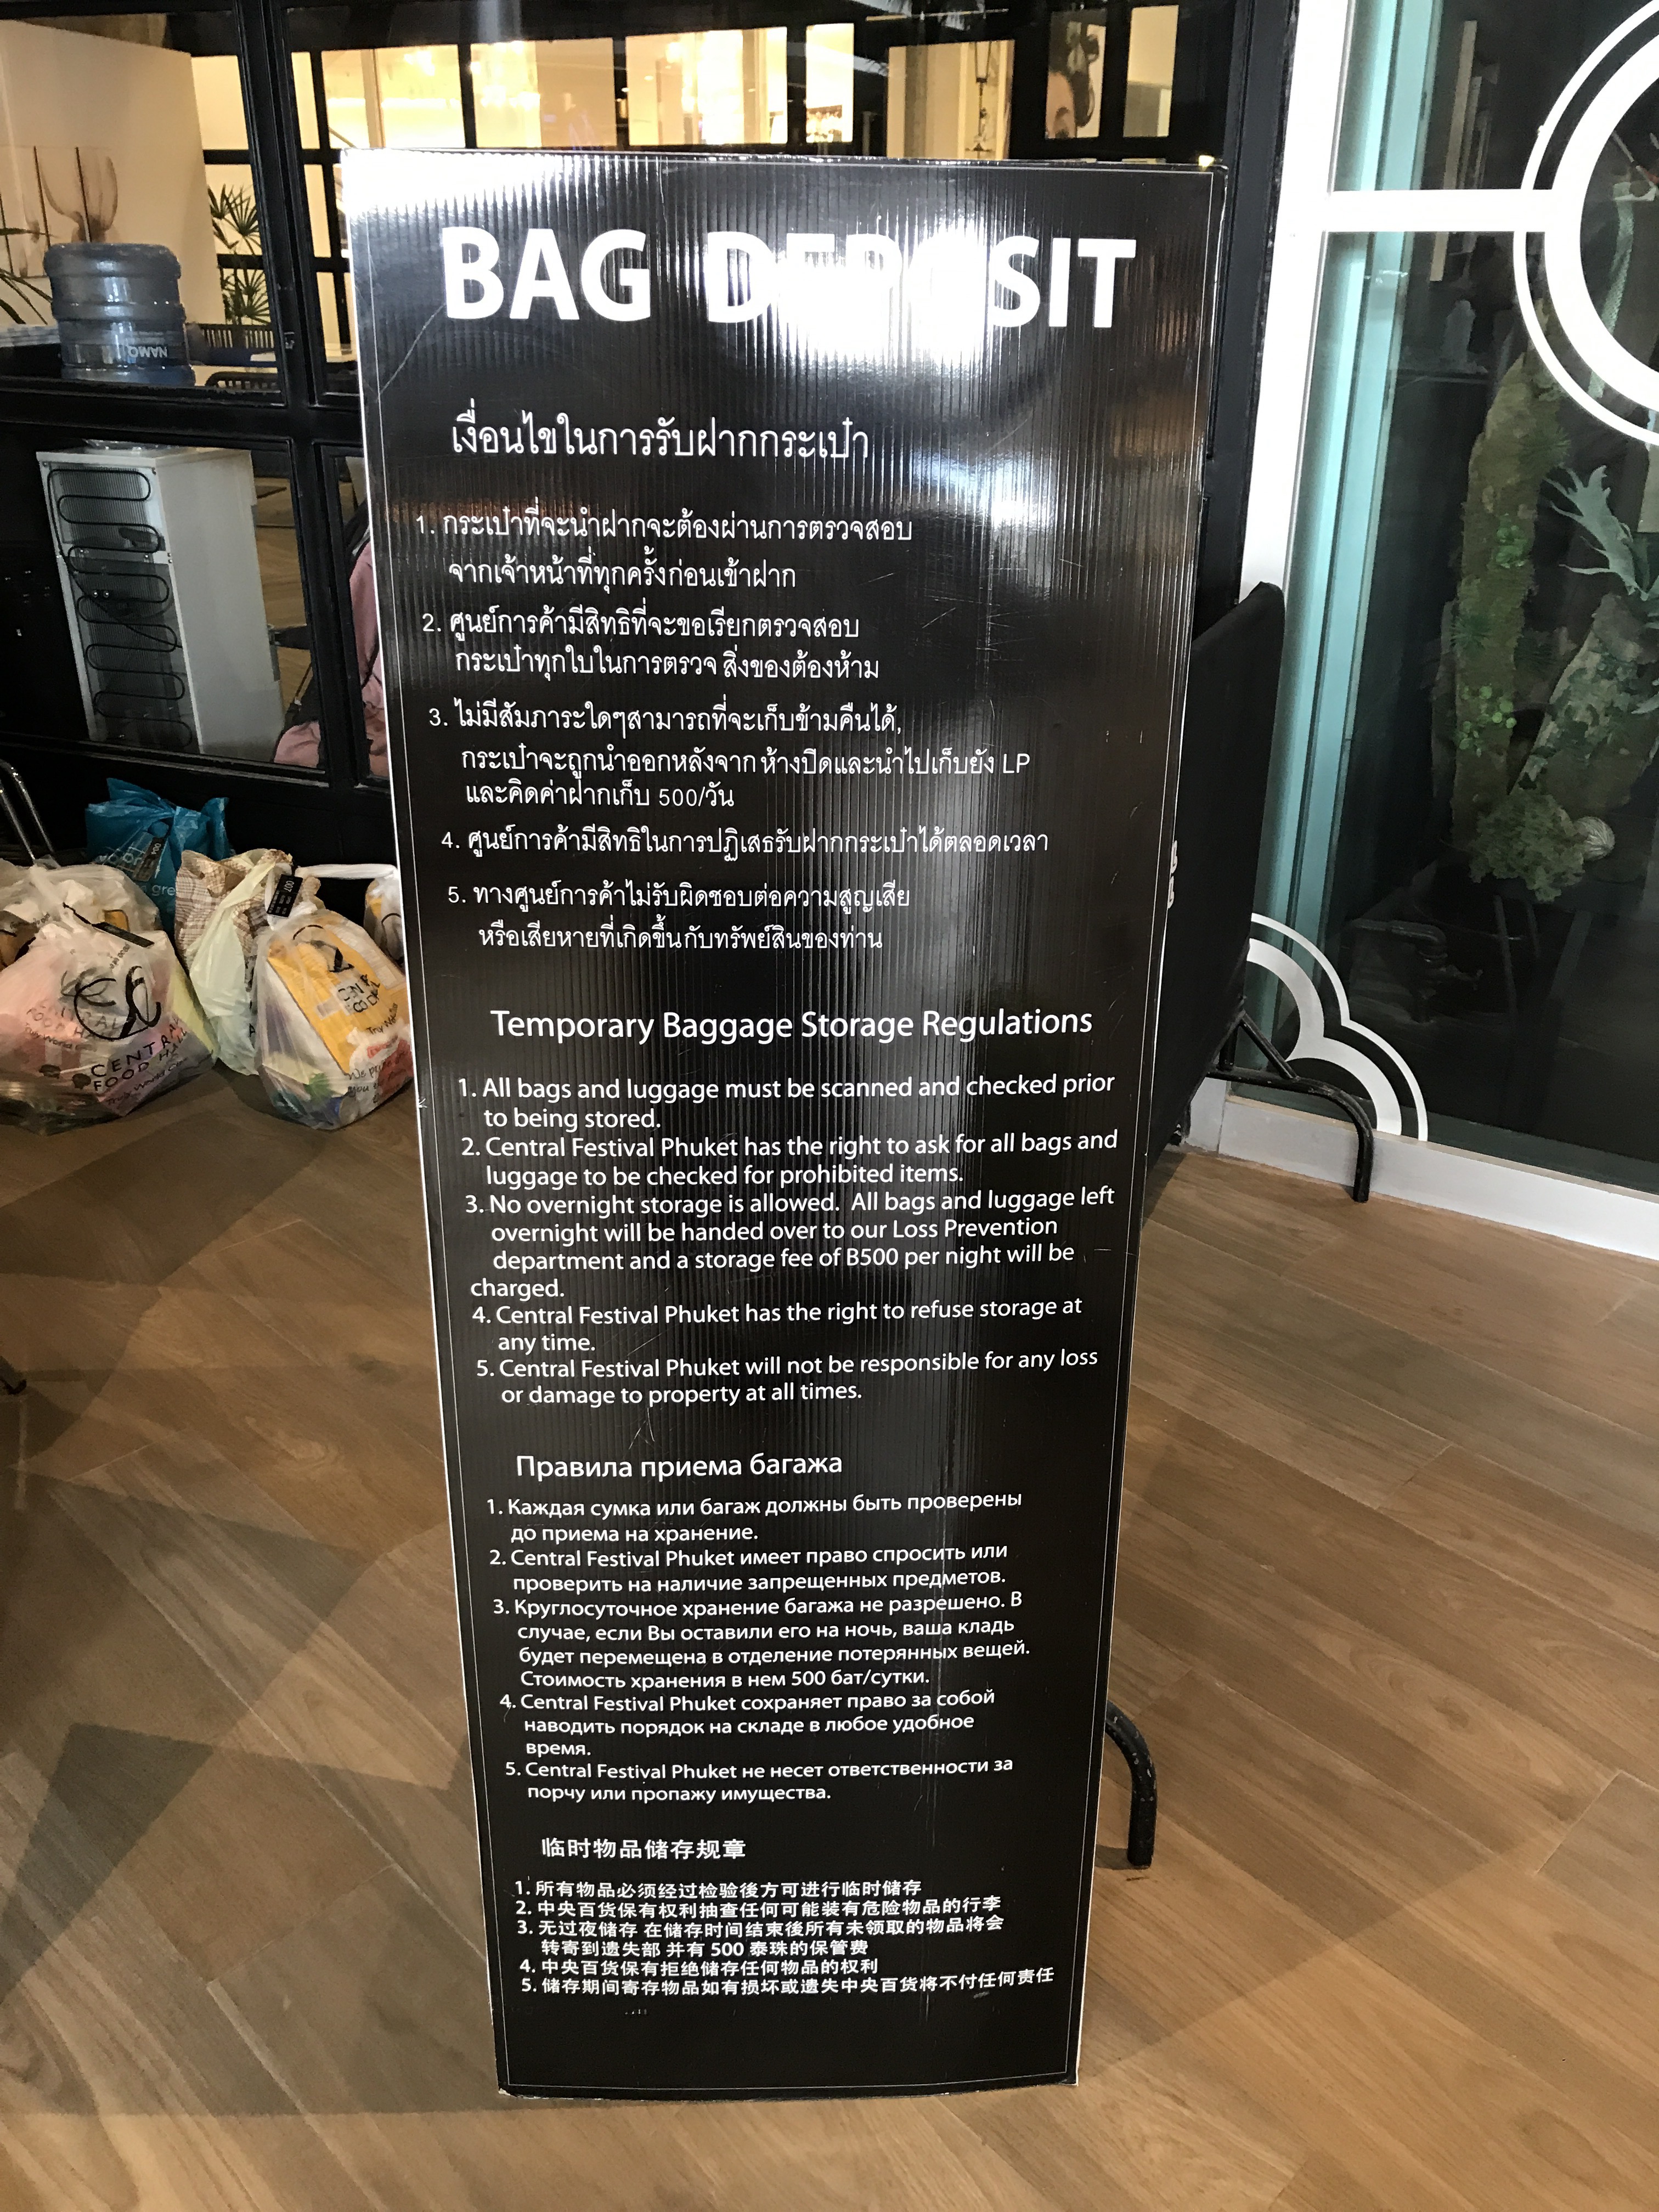 BAG DEPOSIT
เงื่อนไขในการรับฝากกระเป๋า
1. กระเป๋าที่จะนำฝากจะต้องผ่านการตรวจสอบ
จากเจ้าหน้าที่ทุกครั้งก่อนเข้าฝาก
2. ศูนย์การค้ามีสิทธิที่จะขอเรียกตรวจสอบ
กระเป๋าทุกใบในการตรวจ สิ่งของต้องห้าม
3. ไม่มีสัมภาระใดๆสามารถที่จะเก็บข้ามคืนได้,
กระเป๋าจะถูกนำออกหลังจาก ห้างปิดและนำไปเก็บยัง LP
และคิดค่าฝากเก็บ 500/วัน
4. ศูนย์การค้ามีสิทธิในการปฏิเสธรับฝากกระเป๋าได้ตลอดเวลา
5. ทางศูนย์การค้าไม่รับผิดชอบต่อความสูญเสีย
หรือเสียหายที่เกิดขึ้นกับทรัพย์สินของท่าน
Temporary Baggage Storage Regulations
1. All bags and luggage must be scanned and checked prior
to being stored.
2. Central Festival Phuket has the right to ask for all bags and
luggage to be checked for prohibited items.
3. No overnight storage is allowed. All bags and luggage left
overnight will be handed over to our Loss Prevention
department and a storage fee of B500 per night will be
charged.
4. Central Festival Phuket has the right to refuse storage at
any time.
5. Central Festival Phuket will not be responsible for any loss
or damage to property at all times.
Правила приема багажа
1. Каждая сумка или багаж должны быть проверены
до приема на хранение.
2. Central Festival Phuket имеет право спросить или
проверить на наличие запрещенных предметов.
3. Круглосуточное хранение багажа не разрешено. В
случае, если Вы оставили его на ночь, ваша кладь
будет перемещена в отделение потерянных вещей.
Стоимость хранения в нем 500 бат/сутки.
4. Central Festival Phuket сохраняет право за собой
наводить порядок на складе в любое удобное
время.
5. Central Festival Phuket не несет ответственности за
порчу или пропажу имущества.
临时物品储存规章
1. 所有物品必须经过检验後方可进行临时储存
2. 中央百货保有权利抽查任何可能装有危险物品的行李
3. 无过夜储存 在储存时间结束後所有未领取的物品将会
转寄到遗失部 并有 500 泰珠的保管费
4. 中央百货保有拒绝储存任何物品的权利
5. 储存期间寄存物品如有损坏或遗失中央百货将不付任何责任
NAMO
CENTRAL
FOOD HALL